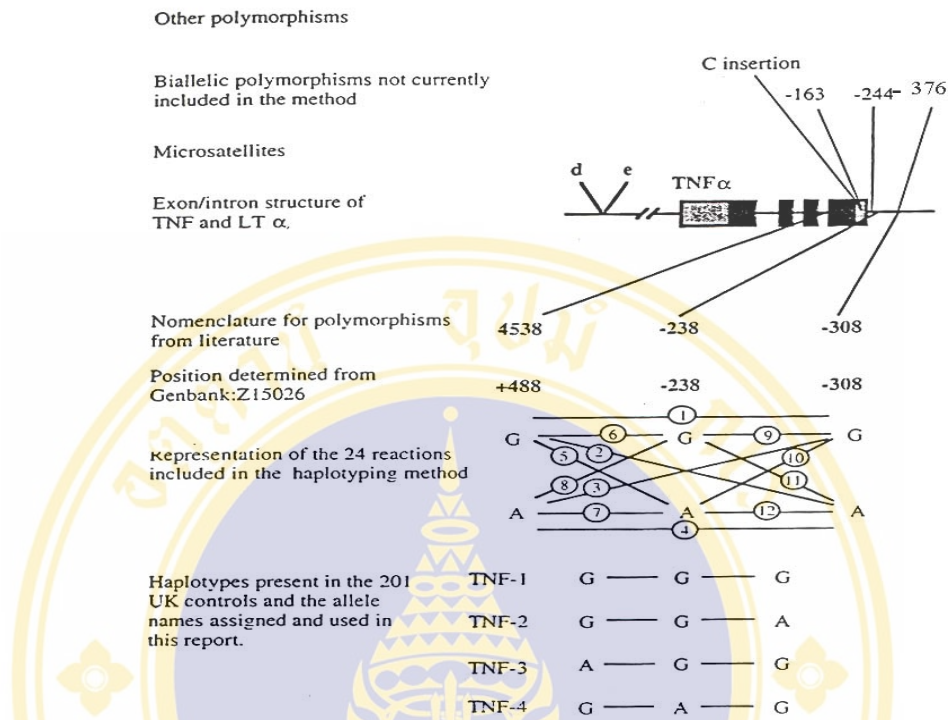 Other polymorphisms
C insertion
Biallelic polymorphisms not currently
included in the method
-163 -244 - 376
Microsatellites
d e
TNFα
Exon/intron structure of
TNF and LT α,
Nomenclature for polymorphisms
from literature
4538 -238 -308
Position determined from
Genbank:Z15026
+488 -238 -308
1
G 6 G 9 G
5 2 10
Representation of the 24 reactions
included in the haplotyping method
8 3 11
A 7 A 12 A
4
Haplotypes present in the 201
UK controls and the allele
names assigned and used in
this report.
TNF-1 G G G
TNF-2 G G A
TNF-3 A G G
TNF-4 G A G